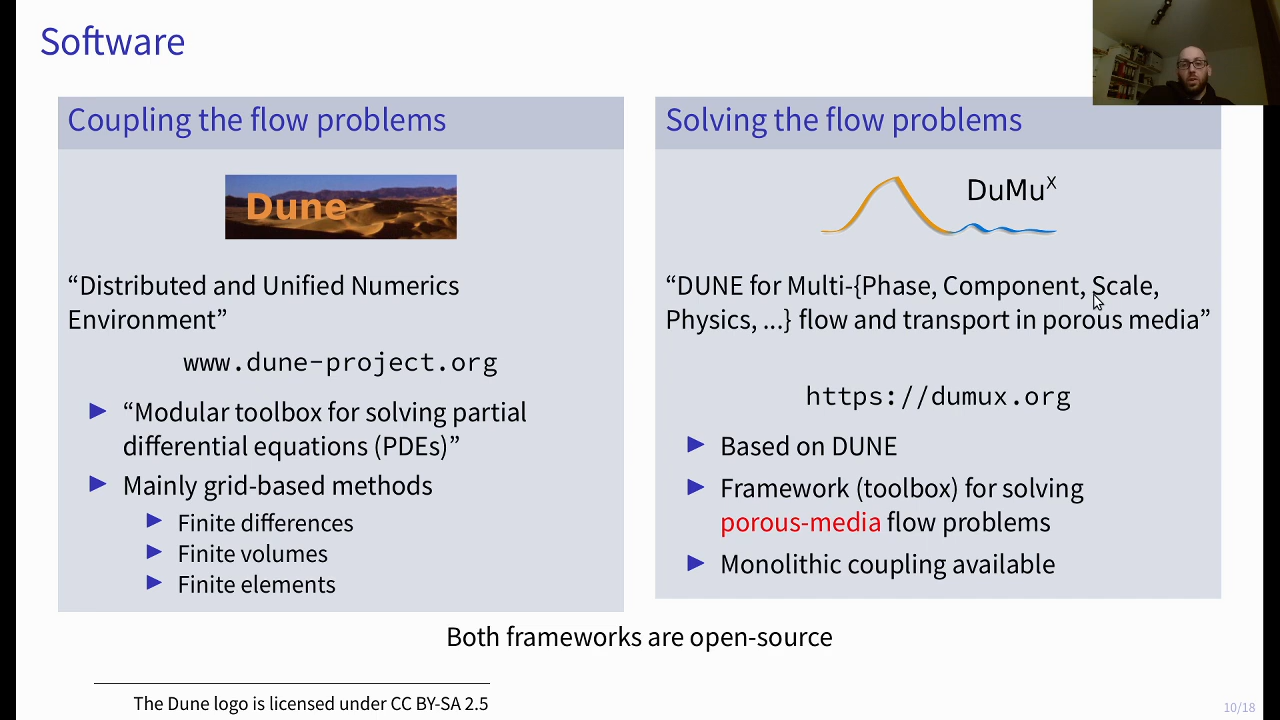 Software
Coupling the flow problems
Dune
“Distributed and Unified Numerics
Environment”
www.dune-project.org
▶ “Modular toolbox for solving partial
differential equations (PDEs)”
▶ Mainly grid-based methods
▶ Finite differences
▶ Finite volumes
▶ Finite elements
Solving the flow problems
DuMuX
“DUNE for Multi-{Phase, Component, Scale,
Physics, ...} flow and transport in porous media”
https://dumux.org
▶ Based on DUNE
▶ Framework (toolbox) for solving
porous-media flow problems
▶ Monolithic coupling available
Both frameworks are open-source
The Dune logo is licensed under CC BY-SA 2.5
10/18